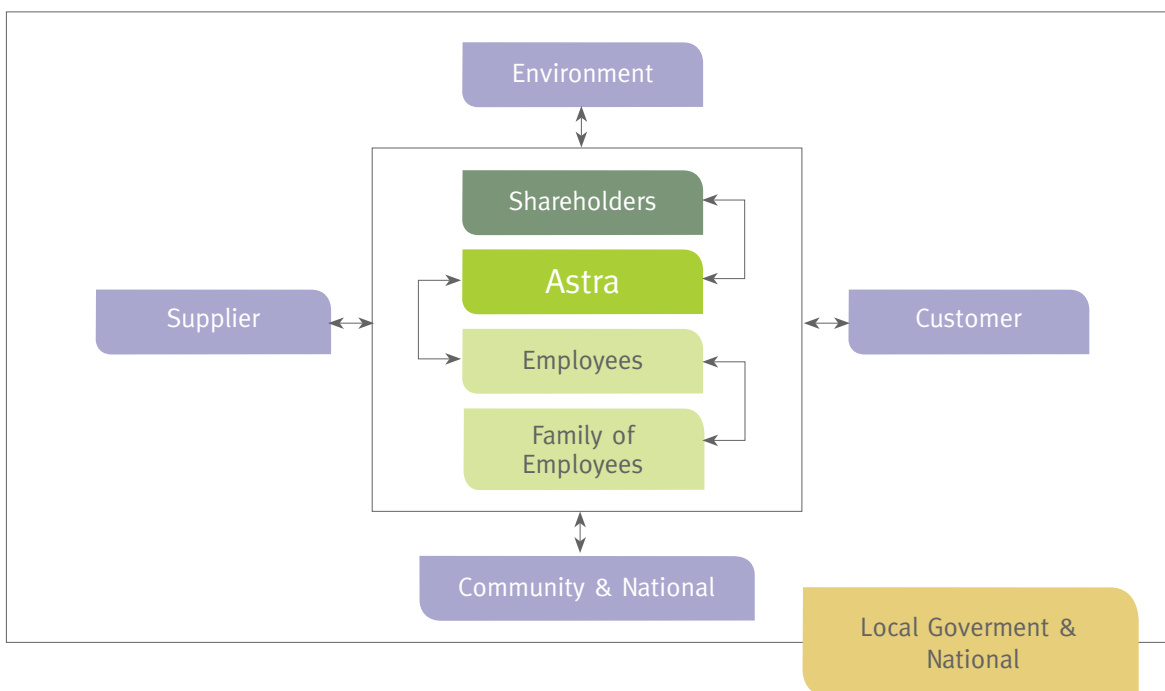 Environment
Shareholders
Astra
Supplier
Customer
Employees
Family of
Employees
Community & National
Local Goverment &
National